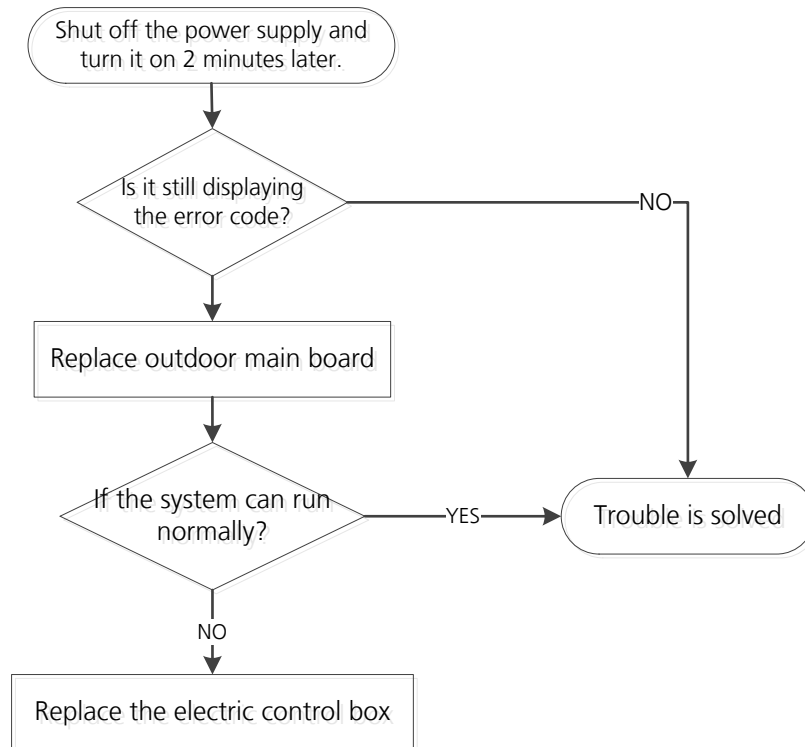 Shut off the power supply and
turn it on 2 minutes later.
Is it still displaying
the error code?
NO
Replace outdoor main board
If the system can run
normally?
YES
Trouble is solved
NO
Replace the electric control box